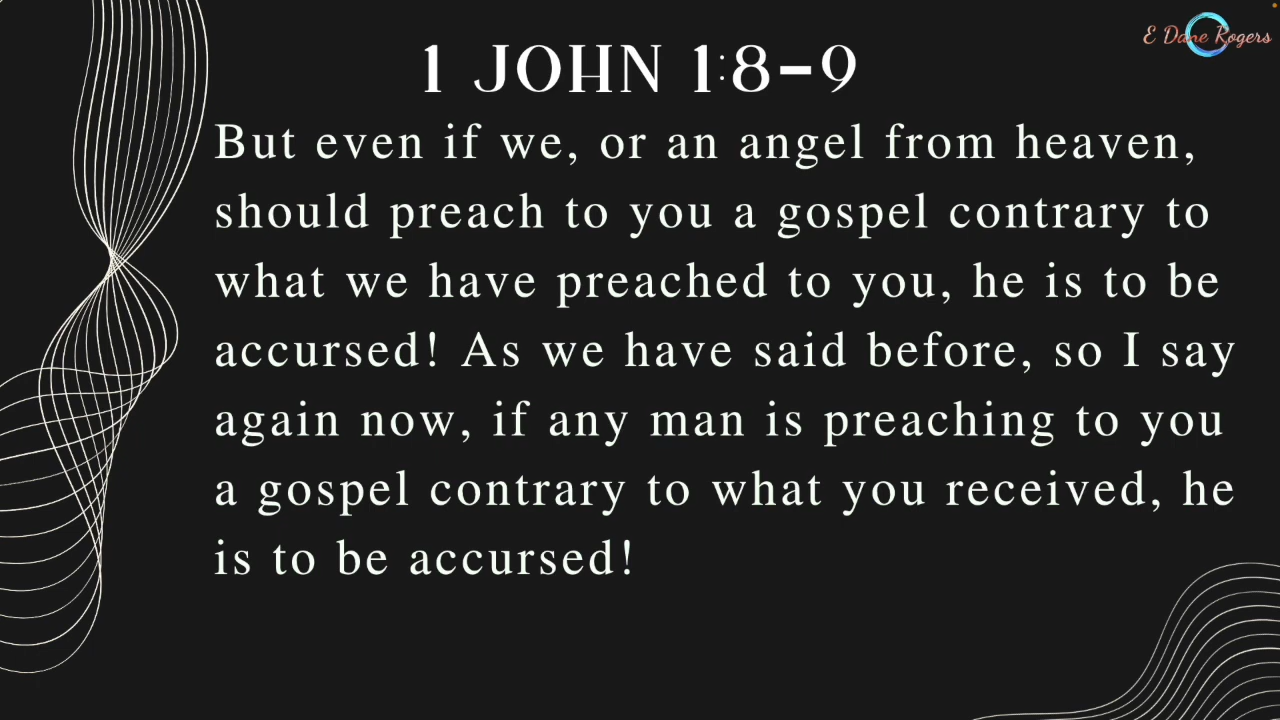 E Dane Rogers
1 JOHN 1:8-9
But even if we, or an angel from heaven,
should preach to you a gospel contrary to
what we have preached to you, he is to be
accursed! As we have said before, so I say
again now, if any man is preaching to you
a gospel contrary to what you received, he
is to be accursed!